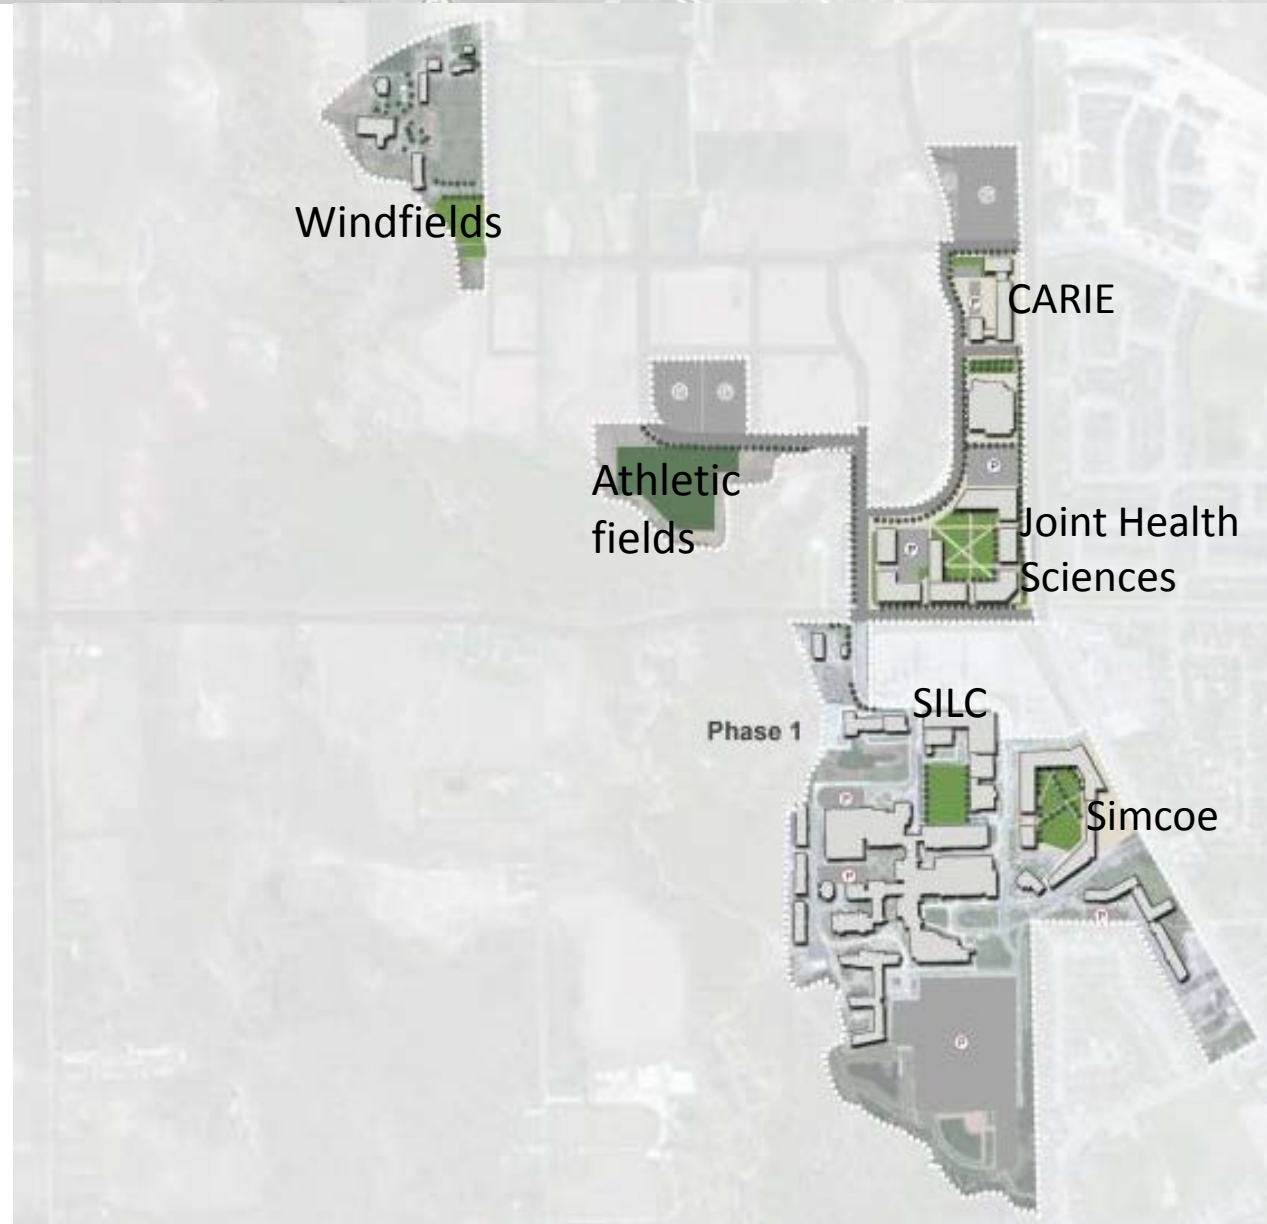 Windfields
CARIE
P
Athletic
fields
P
Joint Health
Sciences
P
SILC
Phase 1
P
Simcoe
P
P
P